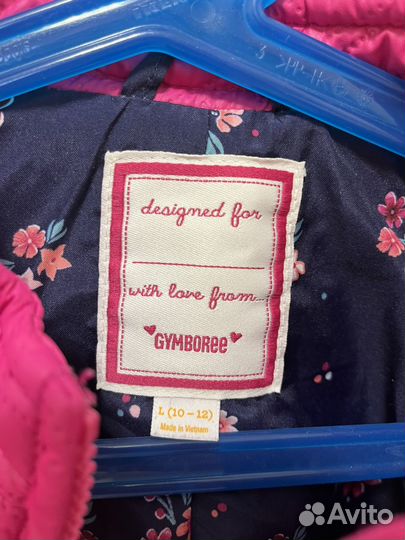 designed for
with love from...
GYMBOREE
L (10 - 12)
Made in Vietnam
Avito